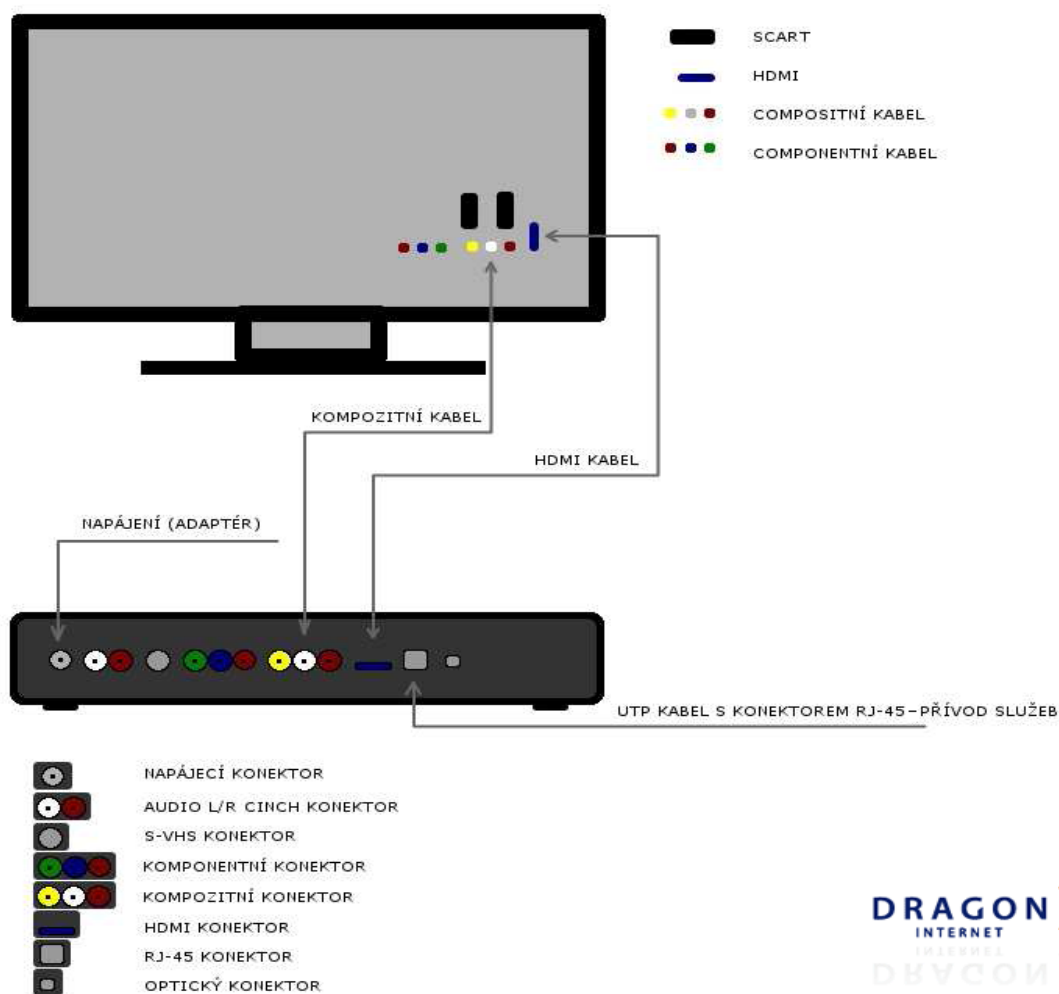 SCART
HDMI
COMPOSITNÍ KABEL
COMPONENTNÍ KABEL
KOMPOZITNÍ KABEL
HDMI KABEL
NAPÁJENÍ (ADAPTÉR)
UTP KABEL S KONEKTOREM RJ-45-PŘÍVOD SLUŽEB
NAPÁJECÍ KONEKTOR
AUDIO L/R CINCH KONEKTOR
S-VHS KONEKTOR
KOMPONENTNÍ KONEKTOR
KOMPOZITNÍ KONEKTOR
HDMI KONEKTOR
RJ-45 KONEKTOR
OPTICKÝ KONEKTOR
DRAGON
INTERNET